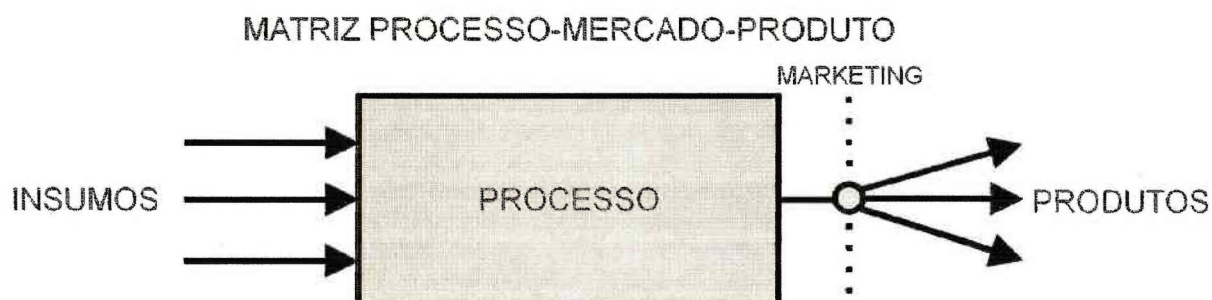 MATRIZ PROCESSO-MERCADO-PRODUTO
MARKETING
INSUMOS
PROCESSO
PRODUTOS